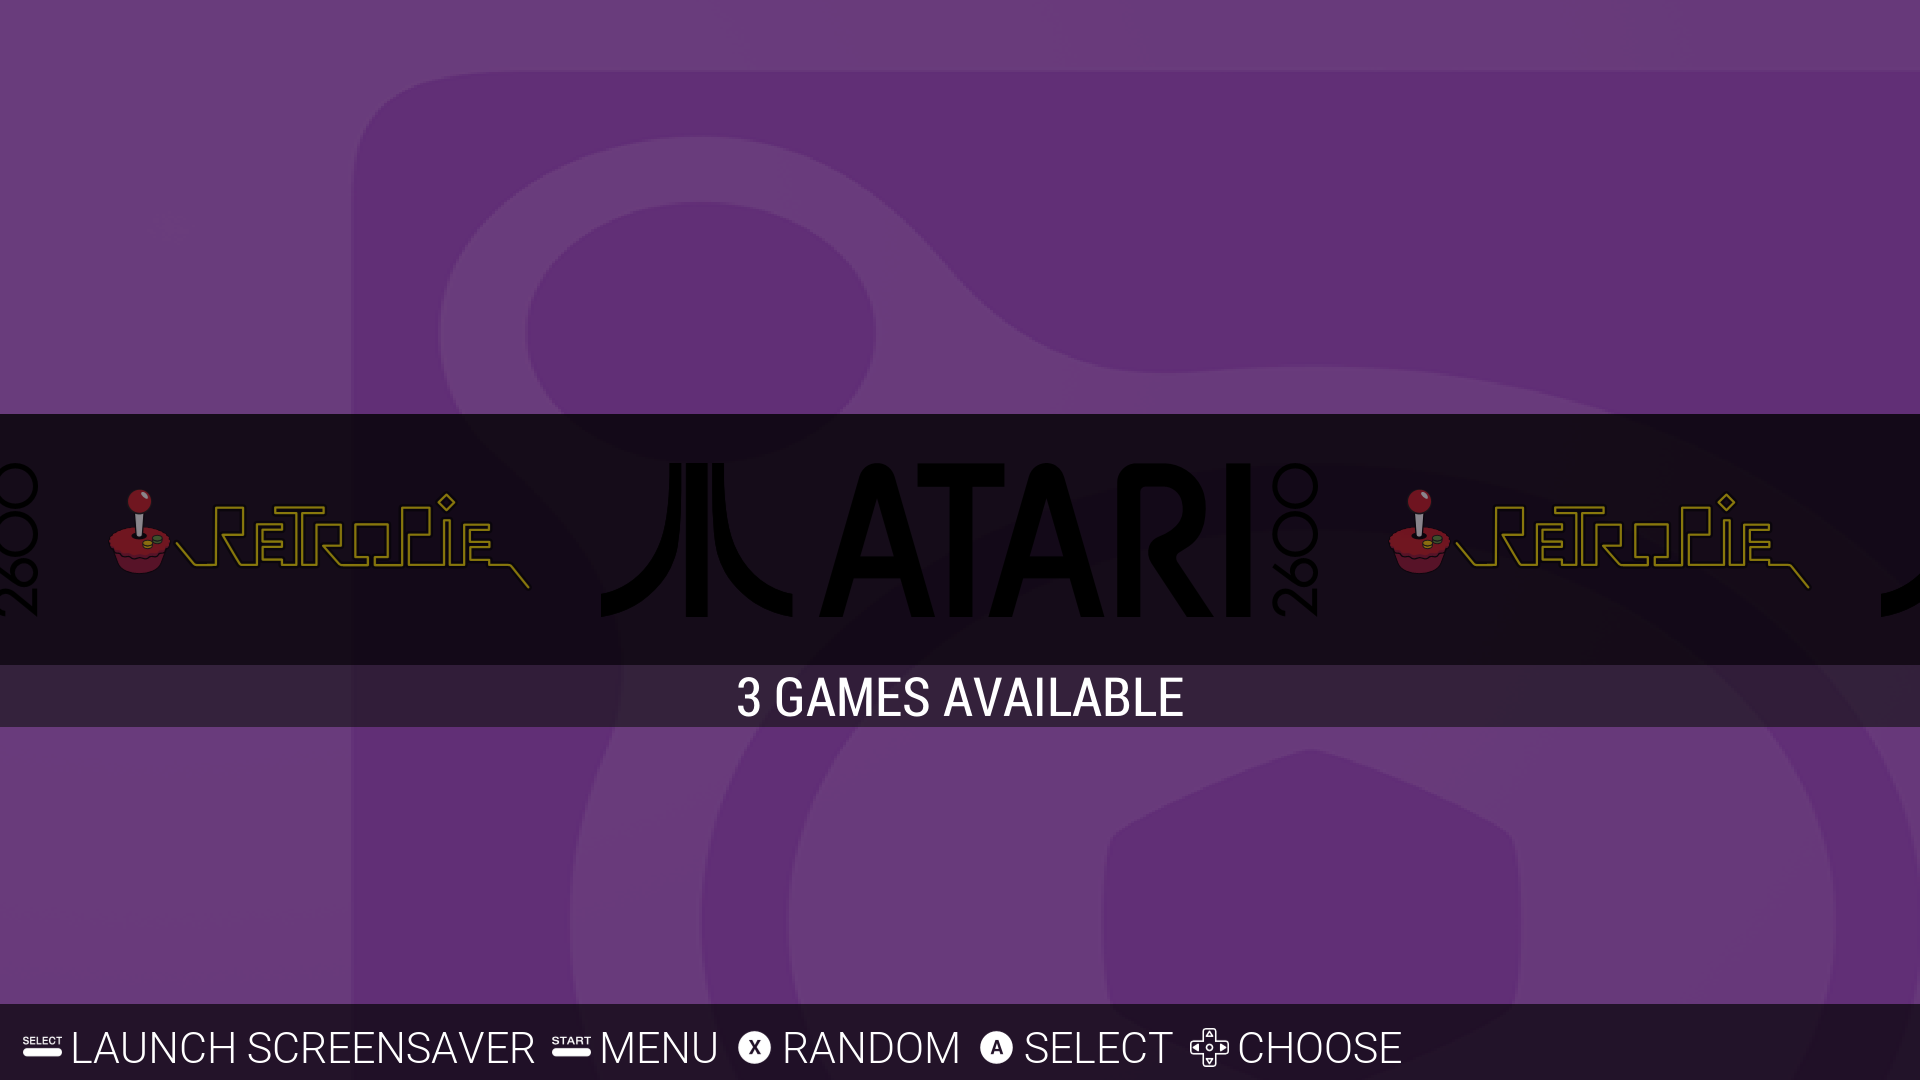 2600 RETROPIE ATARI 2600 RETROPIE
3 GAMES AVAILABLE
SELECT LAUNCH SCREENSAVER START MENU X RANDOM A SELECT CHOOSE